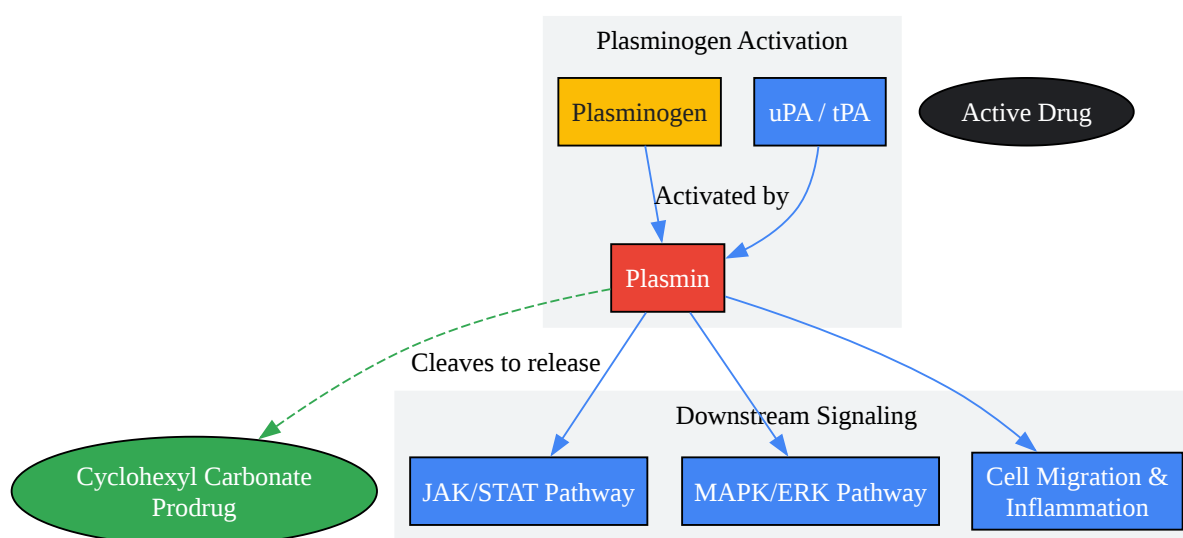 Plasminogen Activation
Plasminogen
uPA / tPA
Active Drug
Activated by
Plasmin
Cleaves to release
Downstream Signaling
Cyclohexyl Carbonate
Prodrug
JAK/STAT Pathway
MAPK/ERK Pathway
Cell Migration &
Inflammation